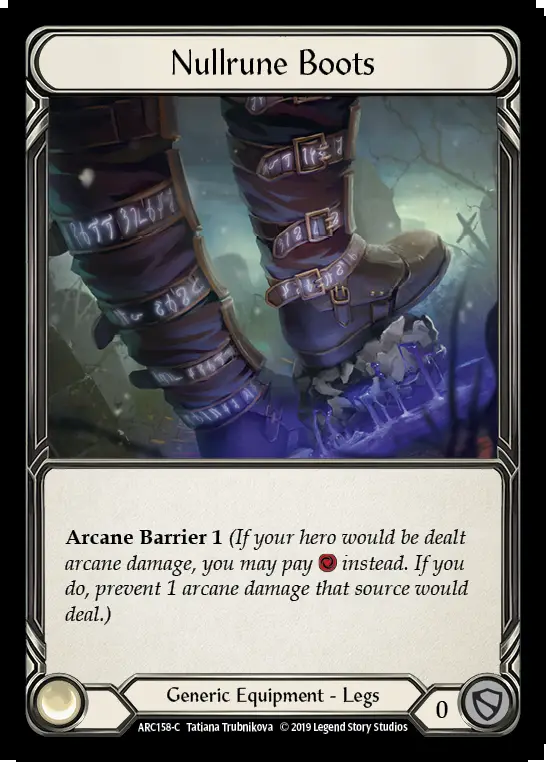 Nullrune Boots
Arcane Barrier 1 (If your hero would be dealt
arcane damage, you may pay instead. If you
do, prevent 1 arcane damage that source would
deal.)
Generic Equipment - Legs
0
ARC158-C Tatiana Trubnikova © 2019 Legend Story Studios